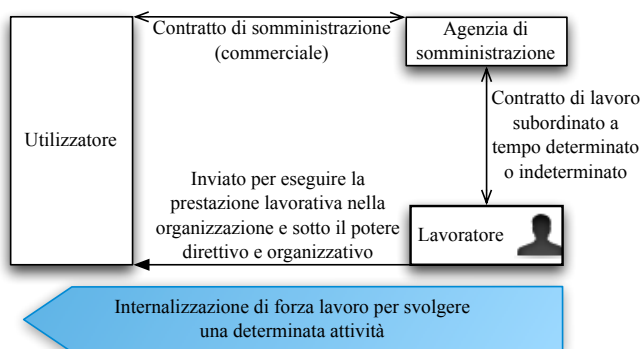 Contratto di somministrazione
(commerciale)
Agenzia di
somministrazione
Utilizzatore
Contratto di lavoro
subordinato a
tempo determinato
o indeterminato
Inviato per eseguire la
prestazione lavorativa nella
organizzazione e sotto il potere
direttivo e organizzativo
Lavoratore
Internalizzazione di forza lavoro per svolgere
una determinata attività